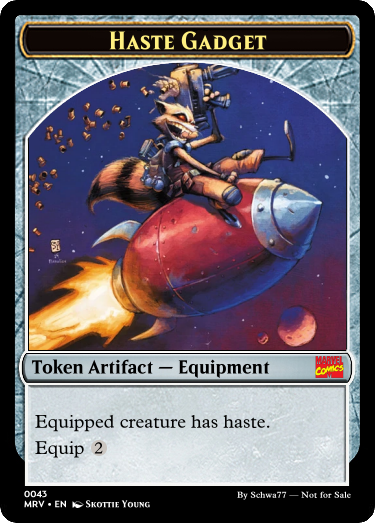 HASTE GADGET
Token Artifact — Equipment
MARVEL
COMICS
Equipped creature has haste.
Equip 2
0043
MRV • EN SKOTTIE YOUNG
By Schwa77 — Not for Sale